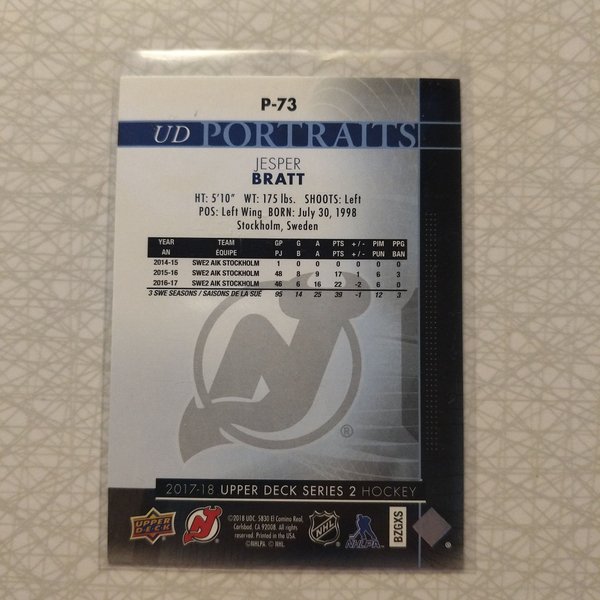 P-73
UD PORTRAITS
JESPER
BRATT
HT: 5'10" WT: 175 lbs. SHOOTS: Left
POS: Left Wing BORN: July 30, 1998
Stockholm, Sweden
YEAR TEAM GP G A PTS +/- PIM PPG
AN ÉQUIPE PJ B A PTS +/- PUN BAN
2014-15 SWE2 AIK STOCKHOLM 1 0 0 0 0 0 0
2015-16 SWE2 AIK STOCKHOLM 48 8 9 17 1 6 3
2016-17 SWE2 AIK STOCKHOLM 46 6 16 22 -2 6 0
3 SWE SEASONS / SAISONS DE LA SUÉ 95 14 25 39 -1 12 3
®
2017-18 UPPER DECK SERIES 2 HOCKEY
UPPER DECK
©2018 UDC. 5830 El Camino Real,
Carlsbad, CA 92008. All rights
reserved. Printed in the USA.
©NHLPA © NHL.
NHL
NHLPA
BZGXS
®